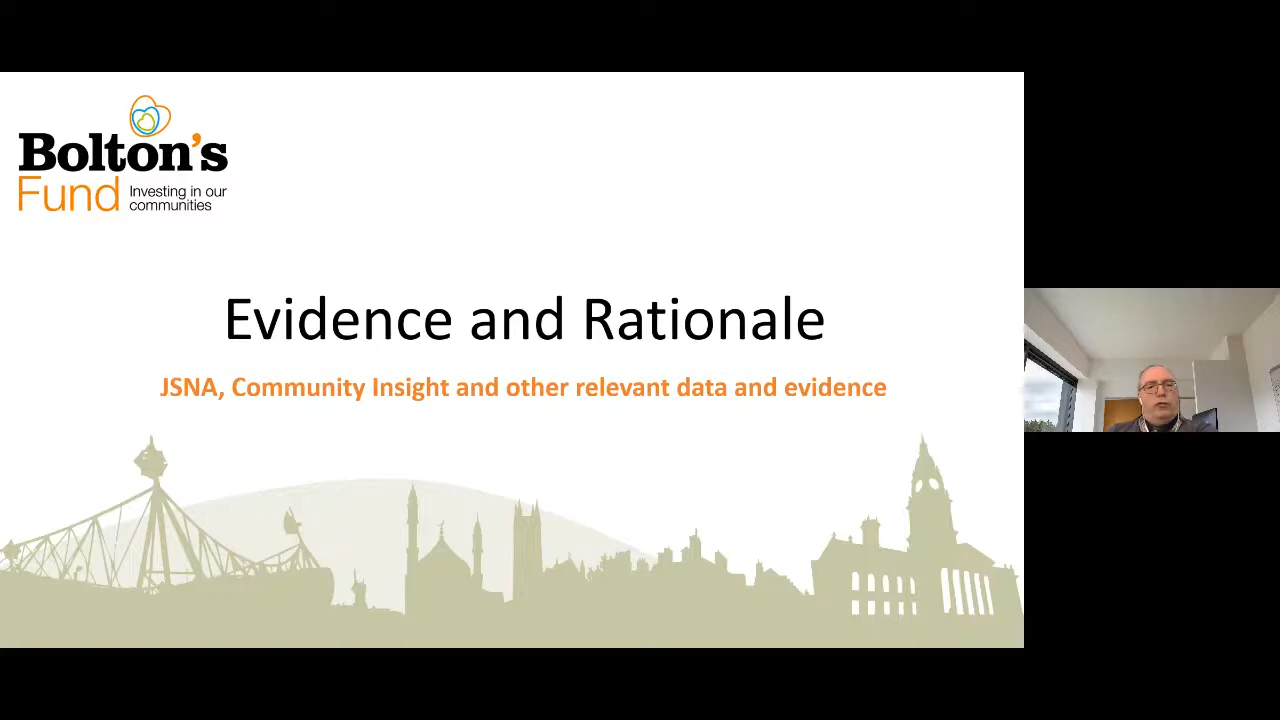 Bolton's
Fund
Investing in our
communities
Evidence and Rationale
JSNA, Community Insight and other relevant data and evidence